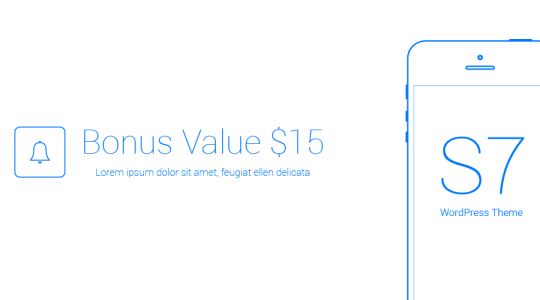 Bonus Value $15
Lorem ipsum dolor sit amet, feugiat ellen delicata
S7
WordPress Theme